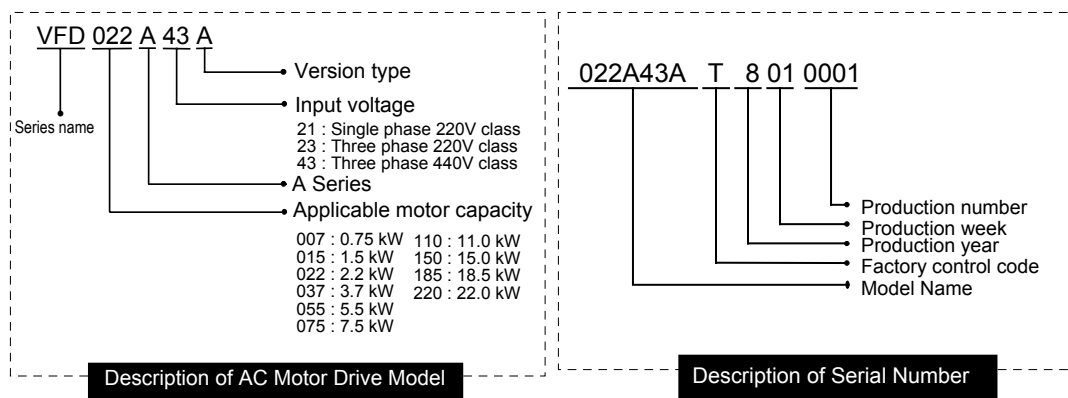 VFD 022 A 43 A
Version type
Input voltage
21 : Single phase 220V class
23 : Three phase 220V class
43 : Three phase 440V class
Series name
A Series
Applicable motor capacity
007 : 0.75 kW 110 : 11.0 kW
015 : 1.5 kW 150 : 15.0 kW
022 : 2.2 kW 185 : 18.5 kW
037 : 3.7 kW 220 : 22.0 kW
055 : 5.5 kW
075 : 7.5 kW
Description of AC Motor Drive Model
022A43A T 8 01 0001
Production number
Production week
Production year
Factory control code
Model Name
Description of Serial Number